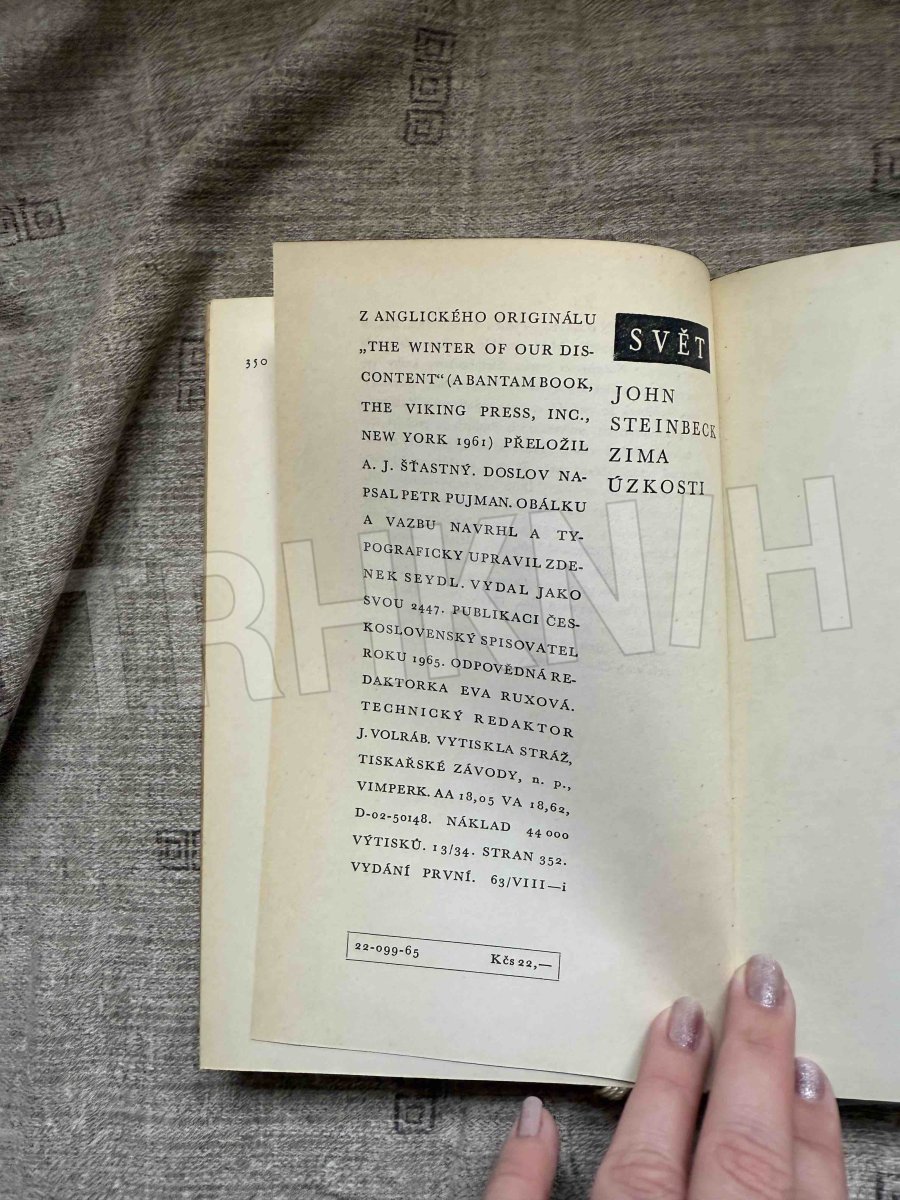 350
Z ANGLICKÉHO ORIGINÁLU
„THE WINTER OF OUR DIS-
CONTENT“ (A BANTAM BOOK,
THE VIKING PRESS, INC.,
NEW YORK 1961) PŘELOŽIL
A. J. ŠŤASTNÝ. DOSLOV NA-
PSAL PETR PUJMAN. OBÁLKU
A VAZBU NAVRHL A TY-
POGRAFICKY UPRAVIL ZDE-
NEK SEYDL. VYDAL JAKO
SVOU 2447. PUBLIKACI ČES-
KOSLOVENSKÝ SPISOVATEL
ROKU 1965. ODPOVĚDNÁ RE-
DAKTORKA EVA RUXOVÁ.
TECHNICKÝ REDAKTOR
J. VOLRÁB. VYTISKLA STRÁŽ,
TISKAŘSKÉ ZÁVODY, n. p.,
VIMPERK. AA 18,05 VA 18,62,
D-02-50148. NÁKLAD 44 000
VÝTISKŮ. 13/34. STRAN 352.
VYDÁNÍ PRVNÍ. 63/VIII—i
22-099-65 Kčs 22,—
SVĚT
JOHN
STEINBECK
ZIMA
ÚZKOSTI
TRHKNIH